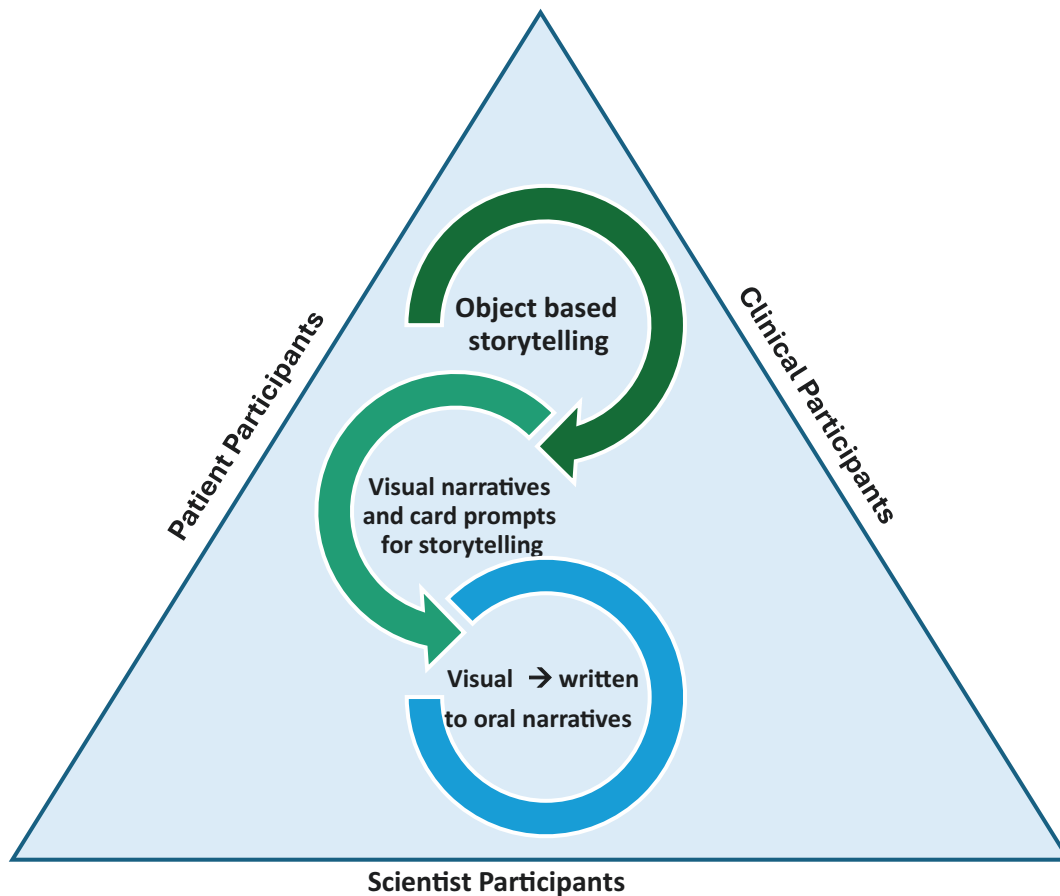 Patient Participants
Clinical Participants
Object based
storytelling
Visual narratives
and card prompts
for storytelling
Visual → written
to oral narratives
Scientist Participants